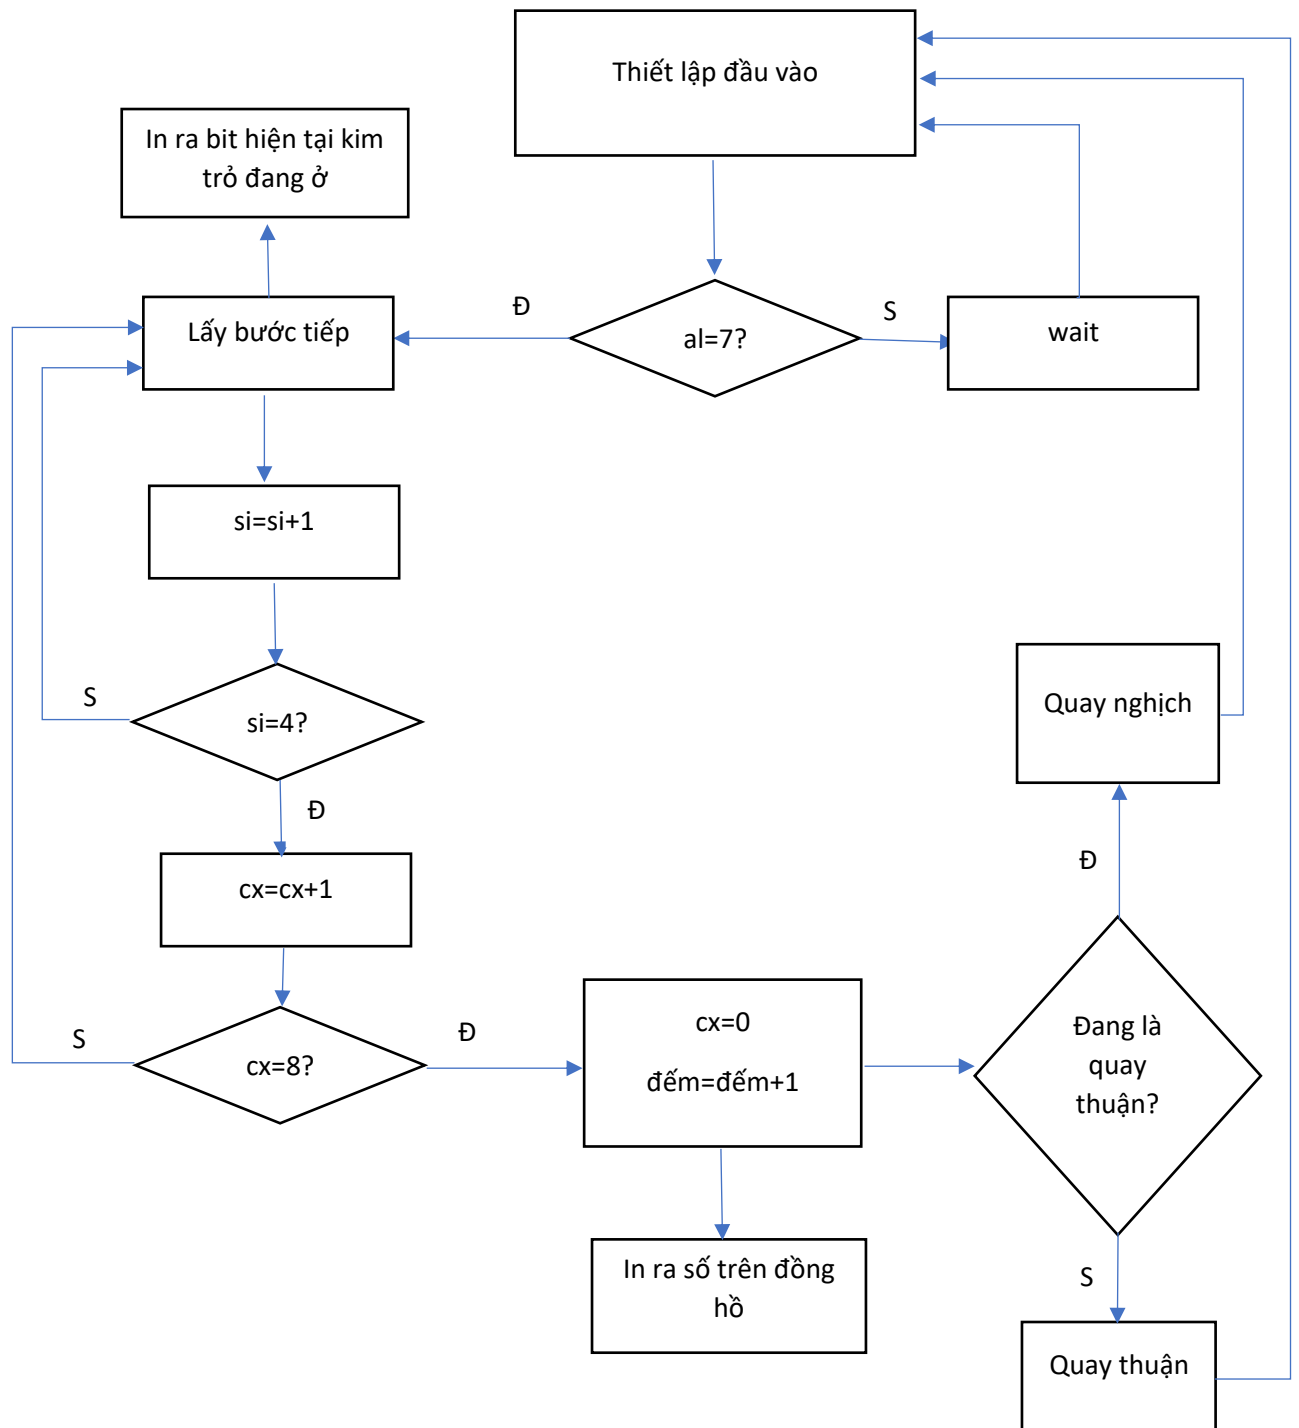 Thiết lập đầu vào
In ra bit hiện tại kim
trỏ đang ở
Đ
S
Lấy bước tiếp
al=7?
wait
si=si+1
S
si=4?
Quay nghịch
Đ
cx=cx+1
Đ
S
cx=8?
Đ
cx=0
đếm=đếm+1
Đang là
quay
thuận?
In ra số trên đồng
hồ
S
Quay thuận